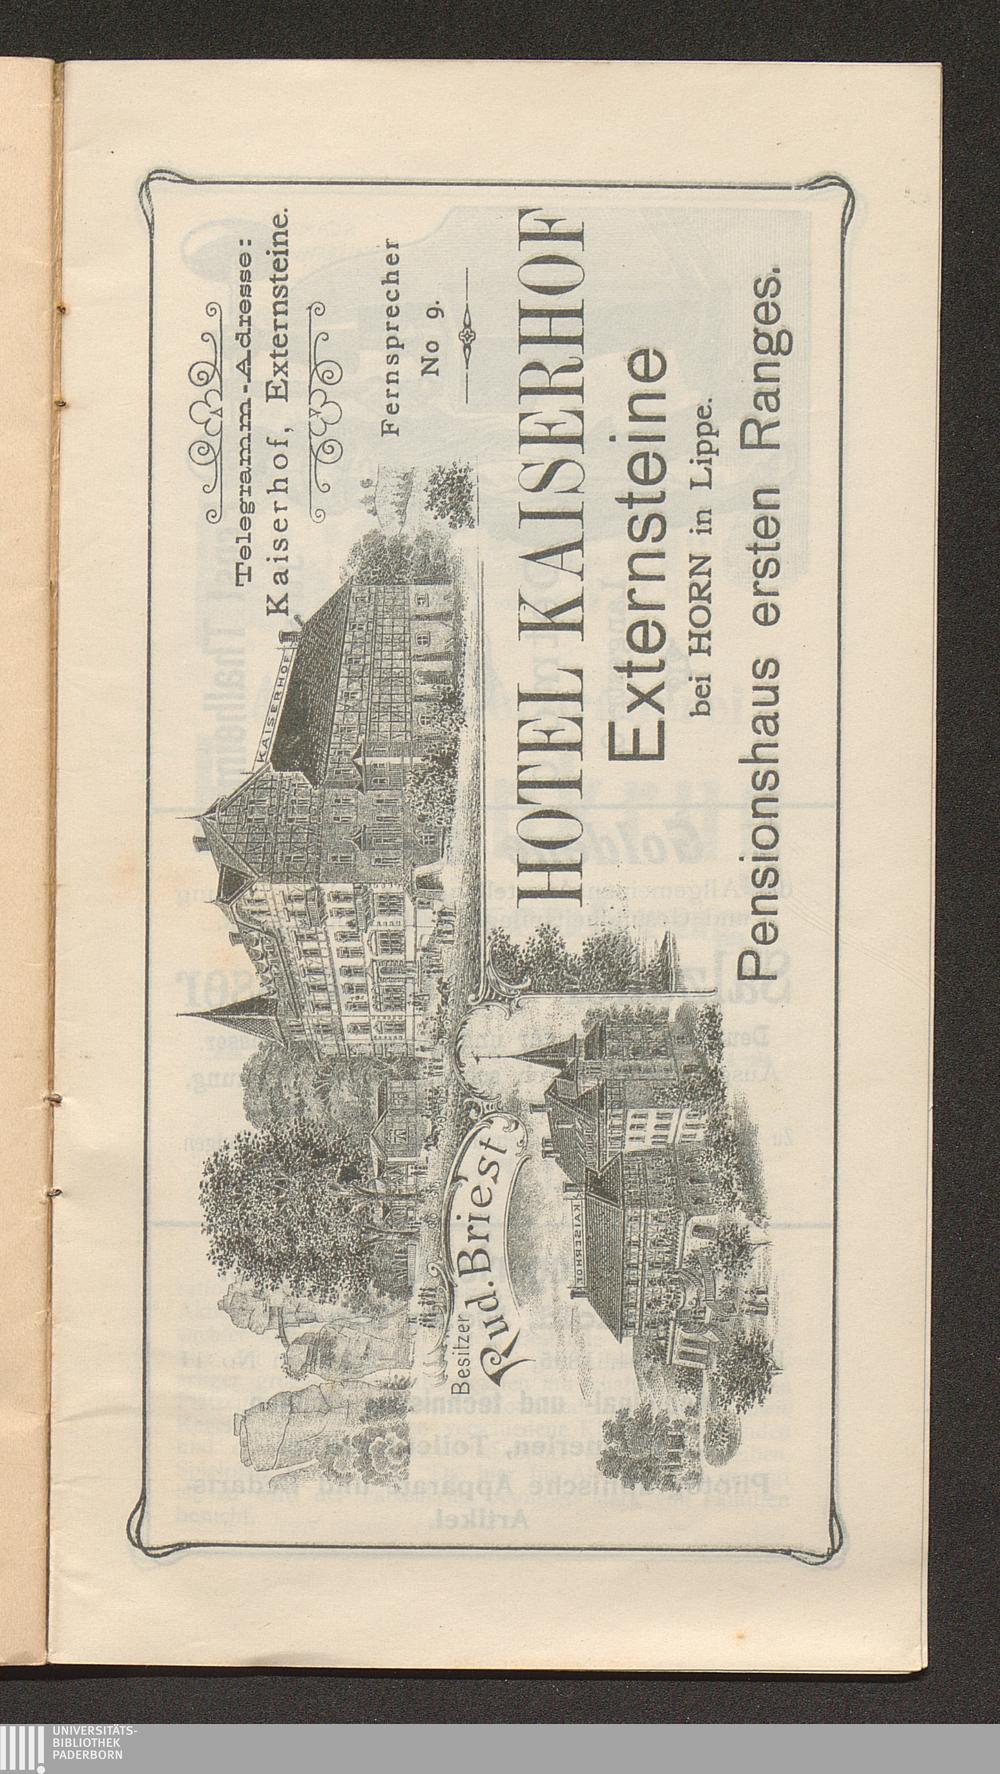 Telegramm-Adresse:
Kaiserhof, Externsteine.
Fernsprecher
No 9.
KAISERHOF
Besitzer
Rud. Briest
KAISERHOF
HOTEL KAISERHOF
Externsteine
bei HORN in Lippe.
Pensionshaus ersten Ranges.
UNIVERSITÄTS-
BIBLIOTHEK
PADERBORN